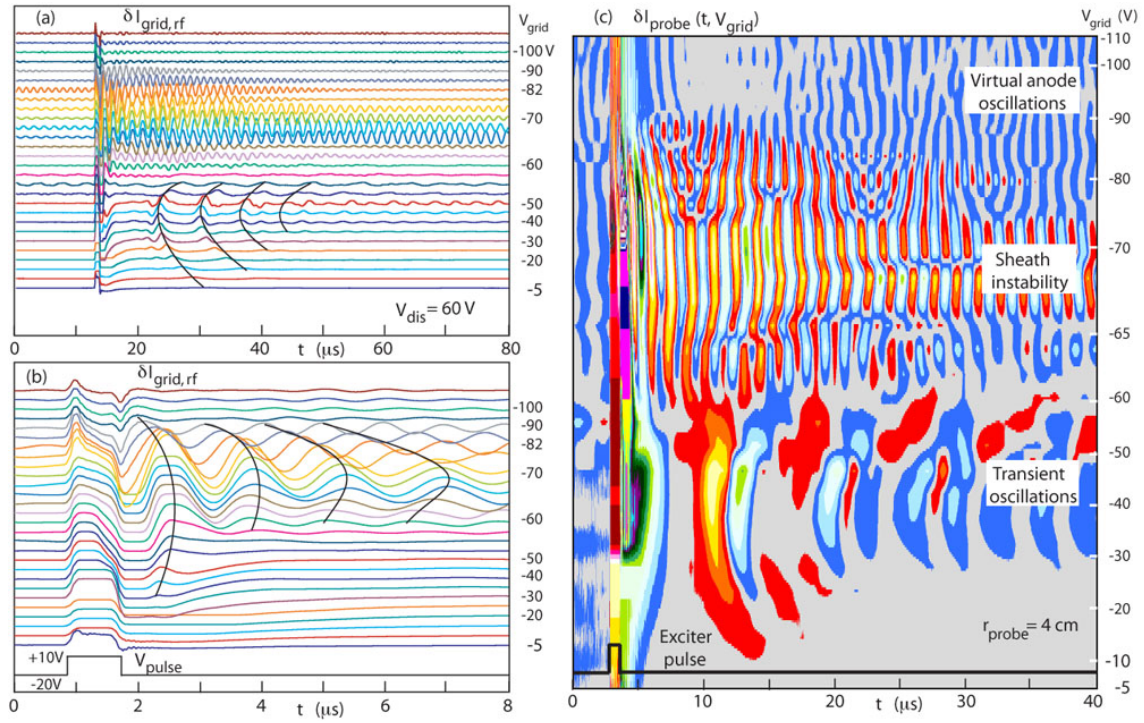 (a)
δI_grid,rf
V_grid
-100 V
-90
-82
-70
-60
-50
-40
-30
-20
-5
V_dis = 60 V
0 20 40 60 80
t (μs)
(b)
δI_grid,rf
-100
-90
-82
-70
-60
-50
-40
-30
-20
-5
+10V
V_pulse
-20V
0 2 4 6 8
t (μs)
(c) δI_probe (t, V_grid)
V_grid (V)
-110
-100
Virtual anode
oscillations
-90
-80
-70
Sheath
instability
-65
-60
-50
Transient
oscillations
-40
-30
-20
r_probe = 4 cm
Exciter
pulse
-10
-5
0 10 20 30 40
t (μs)